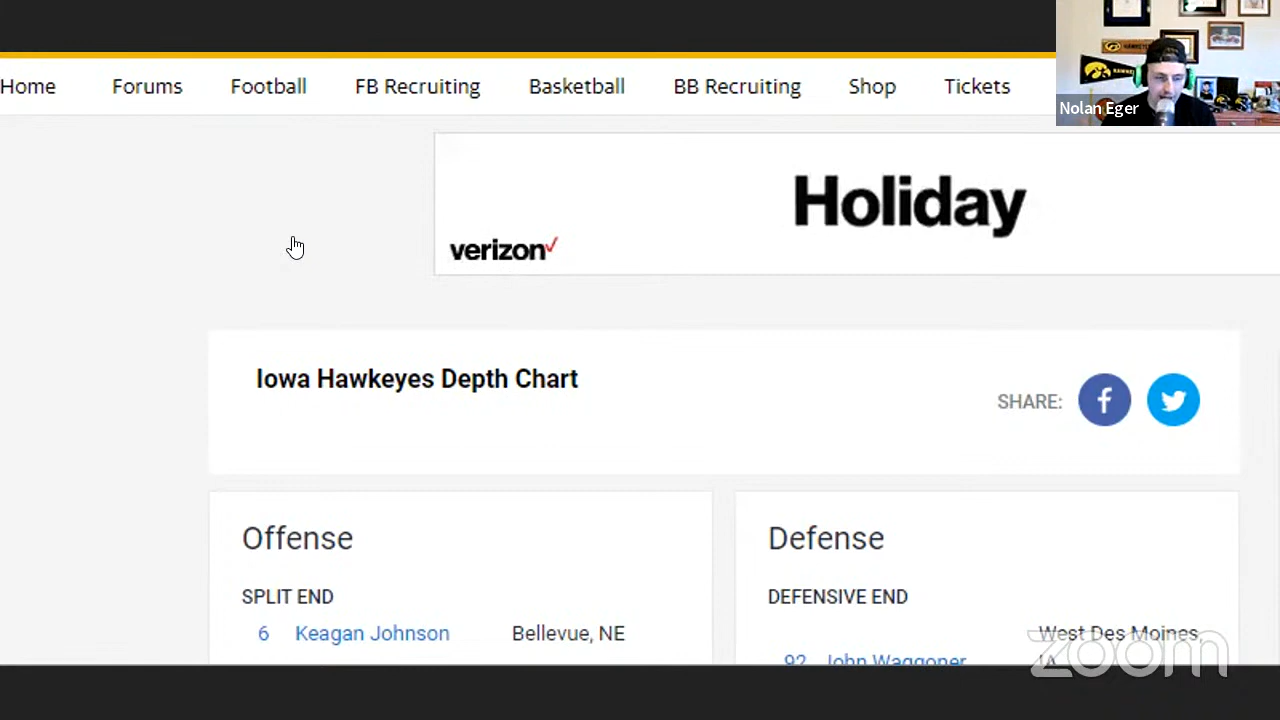 Home Forums Football FB Recruiting Basketball BB Recruiting Shop Tickets
Nolan Eger
Holiday
verizon
Iowa Hawkeyes Depth Chart
SHARE:
Offense
SPLIT END
6 Keagan Johnson Bellevue, NE
Defense
DEFENSIVE END
West Des Moines,
92 John Waggoner IA
zoom